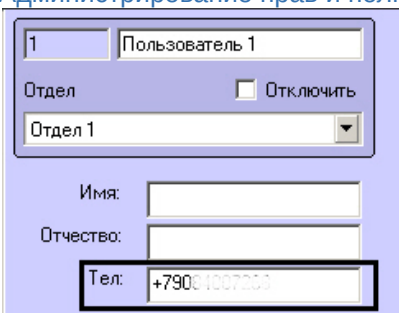 1 Пользователь 1
Отдел Отключить
Отдел 1
Имя:
Отчество:
Тел: +790